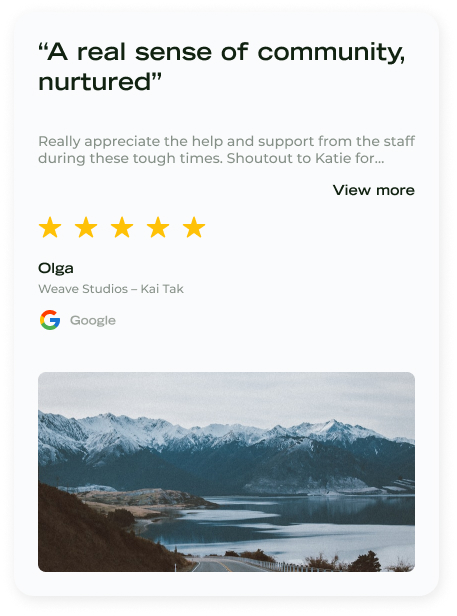 “A real sense of community,
nurtured”
Really appreciate the help and support from the staff
during these tough times. Shoutout to Katie for...
View more
Olga
Weave Studios – Kai Tak
Google